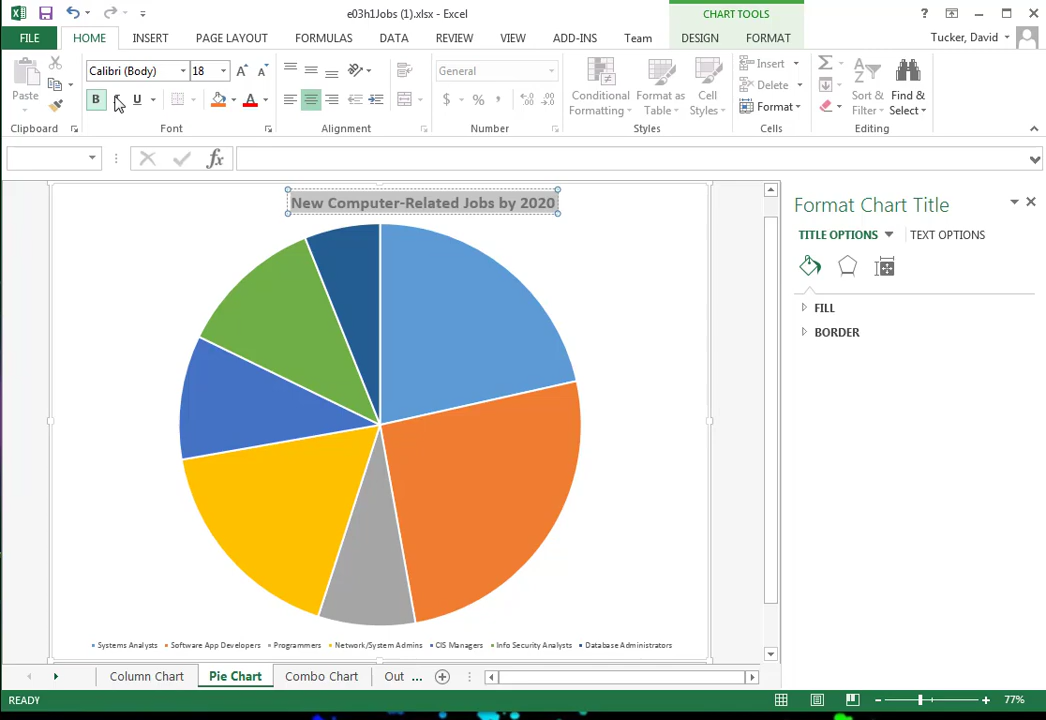 e03h1Jobs (1).xlsx - Excel
CHART TOOLS
FILE HOME INSERT PAGE LAYOUT FORMULAS DATA REVIEW VIEW ADD-INS Team DESIGN FORMAT Tucker, David
Calibri (Body) 18
General
Paste
B U
Conditional Formatting
Format as Table
Cell Styles
Insert
Delete
Format
Sort & Filter
Find & Select
Clipboard Font Alignment Number Styles Cells Editing
fx
New Computer-Related Jobs by 2020
Systems Analysts Software App Developers Programmers Network/System Admins CIS Managers Info Security Analysts Database Administrators
Format Chart Title
TITLE OPTIONS TEXT OPTIONS
FILL
BORDER
Column Chart Pie Chart Combo Chart Out ...
READY 77%